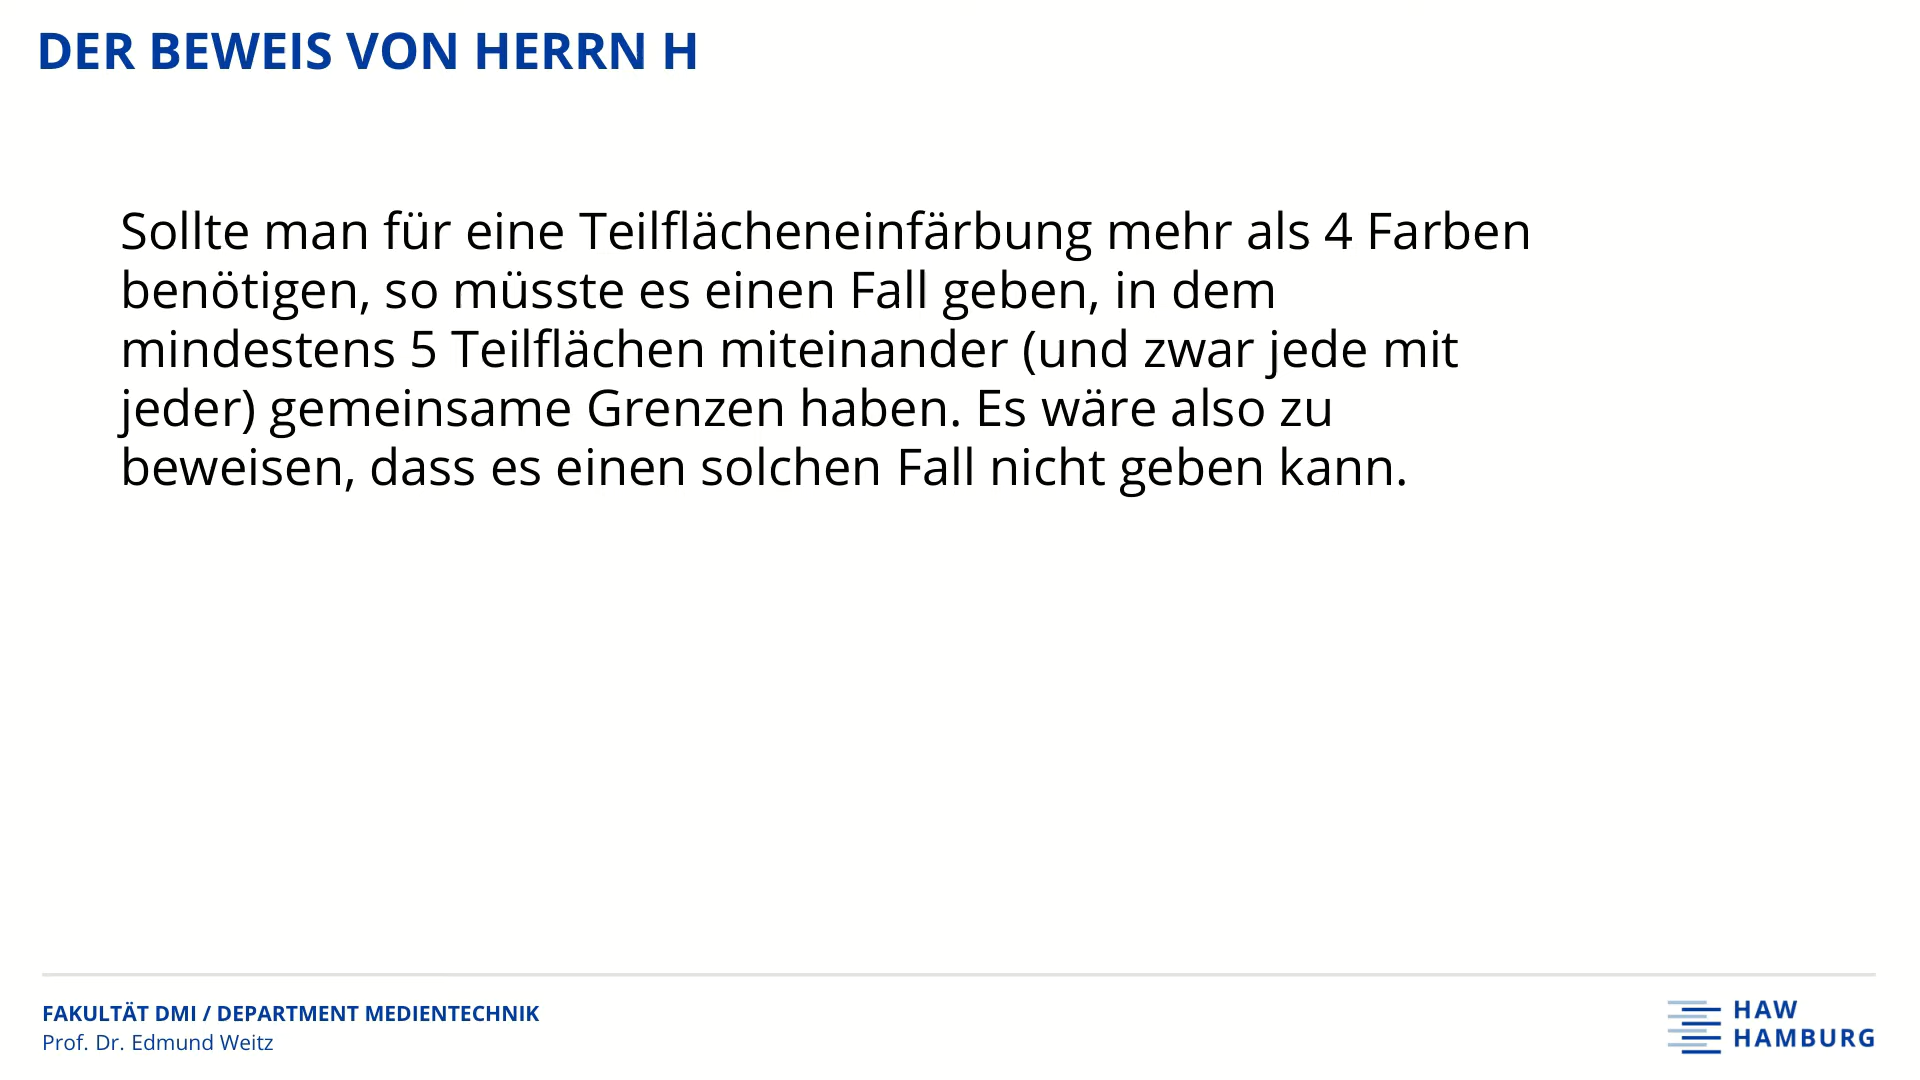 DER BEWEIS VON HERRN H
Sollte man für eine Teilflächeneinfärbung mehr als 4 Farben
benötigen, so müsste es einen Fall geben, in dem
mindestens 5 Teilflächen miteinander (und zwar jede mit
jeder) gemeinsame Grenzen haben. Es wäre also zu
beweisen, dass es einen solchen Fall nicht geben kann.
FAKULTÄT DMI / DEPARTMENT MEDIENTECHNIK
Prof. Dr. Edmund Weitz
HAW
HAMBURG